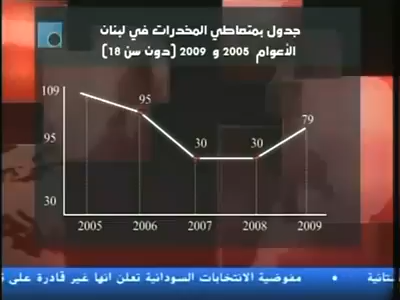 جدول بمتعاطي المخدرات في لبنان
الأعوام 2005 و 2009 (دون سن 18)
109
95
30
95
30
30
79
2005 2006 2007 2008 2009
ستانية • مفوضية الانتخابات السودانية تعلن انها غير قادرة على